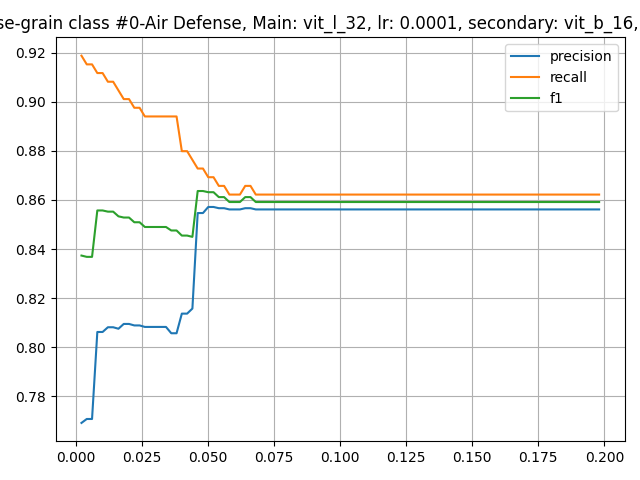 se-grain class #0-Air Defense, Main: vit_l_32, lr: 0.0001, secondary: vit_b_16,
precision
recall
f1
0.92
0.90
0.88
0.86
0.84
0.82
0.80
0.78
0.000 0.025 0.050 0.075 0.100 0.125 0.150 0.175 0.200